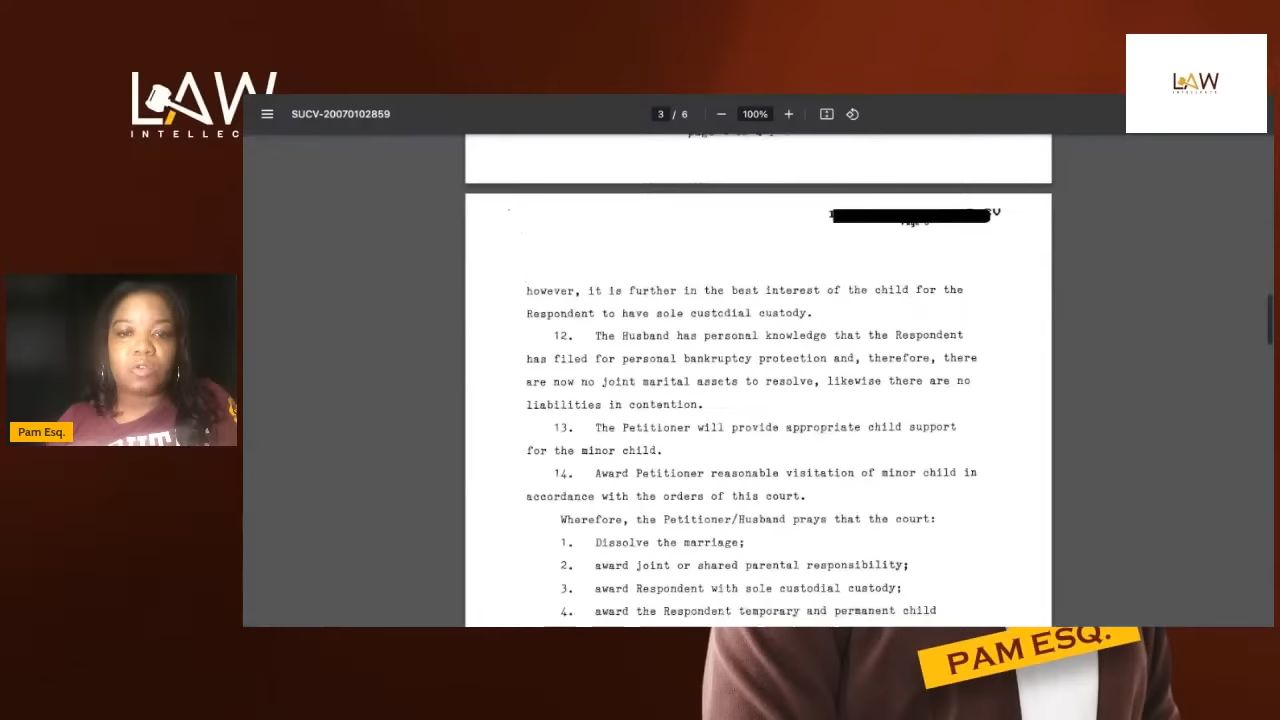 LAW
INTELLEC
SUCV-20070102859
3 / 6
100%
LAW
INTELLECTS
however, it is further in the best interest of the child for the
Respondent to have sole custodial custody.
12. The Husband has personal knowledge that the Respondent
has filed for personal bankruptcy protection and, therefore, there
are now no joint marital assets to resolve, likewise there are no
liabilities in contention.
13. The Petitioner will provide appropriate child support
for the minor child.
14. Award Petitioner reasonable visitation of minor child in
accordance with the orders of this court.
Wherefore, the Petitioner/Husband prays that the court:
1. Dissolve the marriage;
2. award joint or shared parental responsibility;
3. award Respondent with sole custodial custody;
4. award the Respondent temporary and permanent child
Pam Esq.
PAM ESQ.